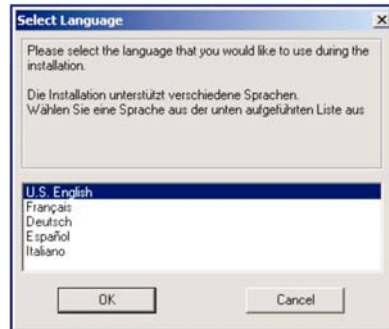 Select Language
Please select the language that you would like to use during the
installation.
Die Installation unterstützt verschiedene Sprachen.
Wählen Sie eine Sprache aus der unten aufgeführten Liste aus
U.S. English
Français
Deutsch
Español
Italiano
OK
Cancel